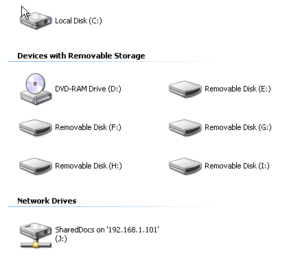 Local Disk (C:)
Devices with Removable Storage
DVD-RAM Drive (D:)
Removable Disk (E:)
Removable Disk (F:)
Removable Disk (G:)
Removable Disk (H:)
Removable Disk (I:)
Network Drives
SharedDocs on '192.168.1.101'
(J:)